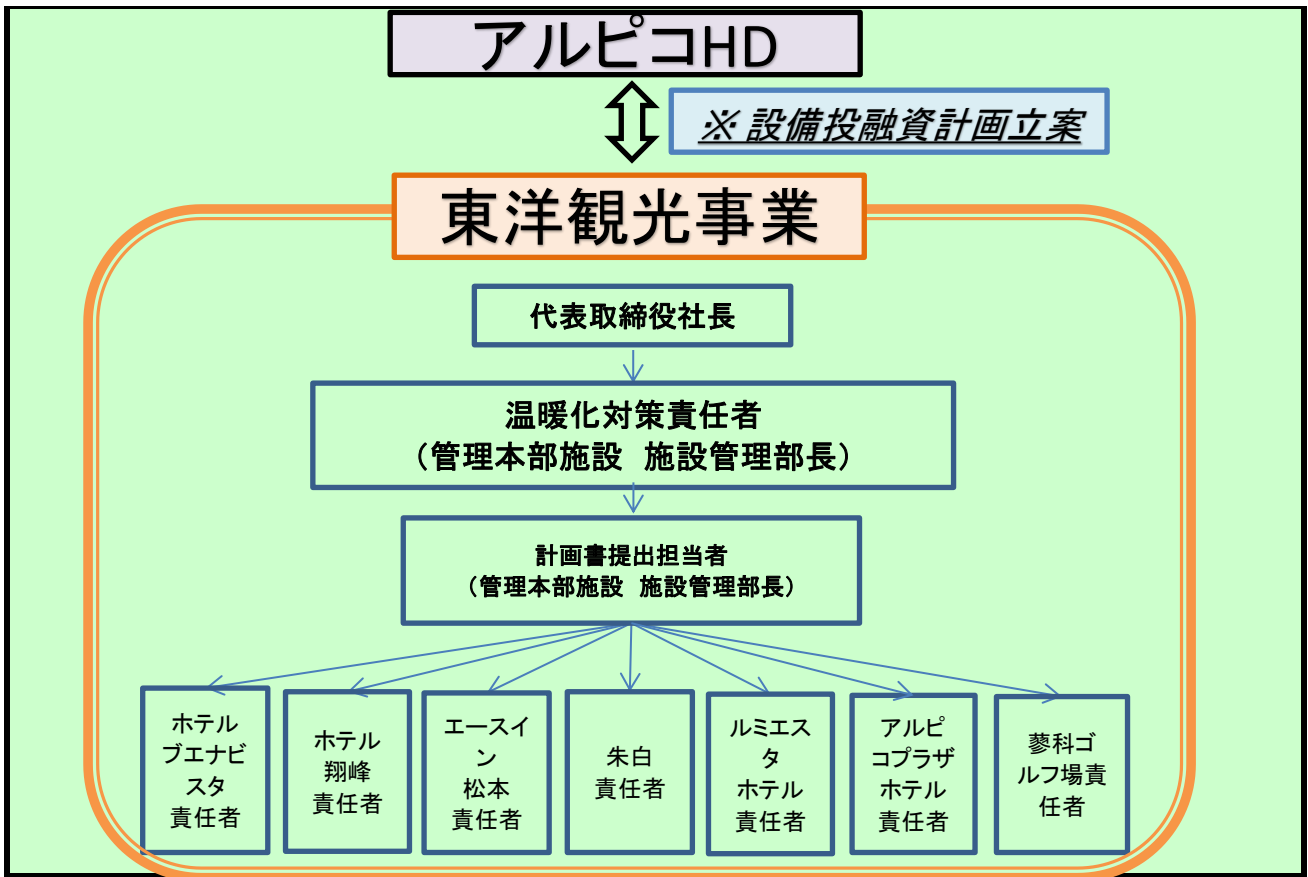 アルピコHD
※ 設備投融資計画立案
東洋観光事業
代表取締役社長
温暖化対策責任者
（管理本部施設　施設管理部長）
計画書提出担当者
（管理本部施設　施設管理部長）
ホテル
ブエナビ
スタ
責任者
ホテル
翔峰
責任者
エースイ
ン
松本
責任者
朱白
責任者
ルミエス
タ
ホテル
責任者
アルピ
コプラザ
ホテル
責任者
蓼科ゴ
ルフ場責
任者